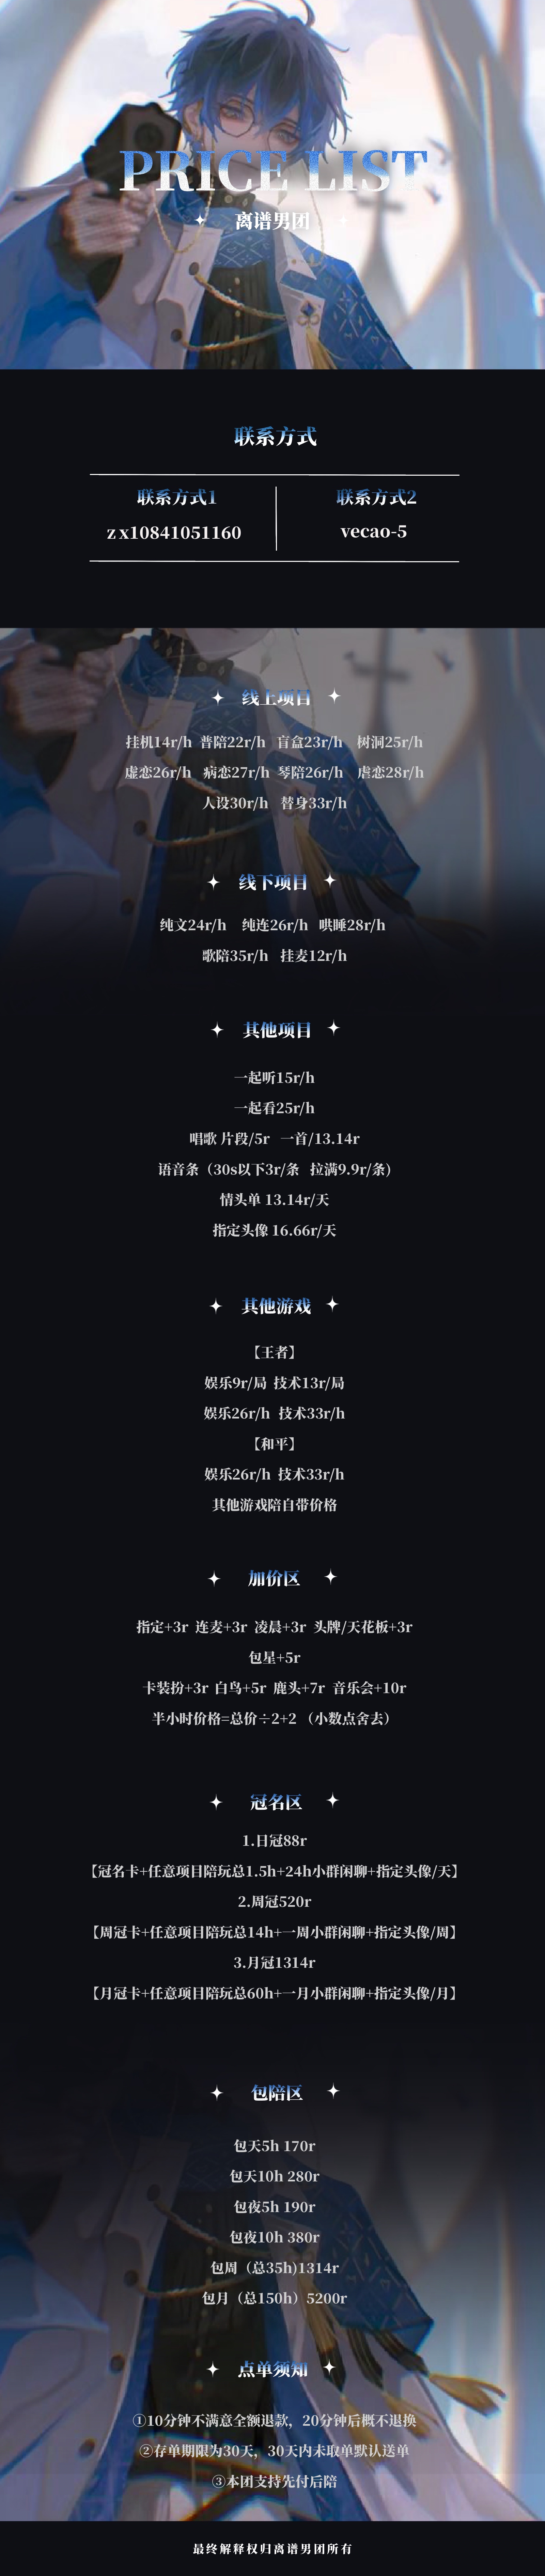 PRICE LIST
离谱男团
联系方式
联系方式1 联系方式2
zx10841051160 vecao-5
线上项目
挂机14r/h 普陪22r/h 盲盒23r/h 树洞25r/h
虚恋26r/h 病恋27r/h 琴陪26r/h 虐恋28r/h
人设30r/h 替身33r/h
线下项目
纯文24r/h 纯连26r/h 哄睡28r/h
歌陪35r/h 挂麦12r/h
其他项目
一起听15r/h
一起看25r/h
唱歌 片段/5r 一首/13.14r
语音条（30s以下3r/条 拉满9.9r/条)
情头单 13.14r/天
指定头像 16.66r/天
其他游戏
【王者】
娱乐9r/局 技术13r/局
娱乐26r/h 技术33r/h
【和平】
娱乐26r/h 技术33r/h
其他游戏陪自带价格
加价区
指定+3r 连麦+3r 凌晨+3r 头牌/天花板+3r
包星+5r
卡装扮+3r 白鸟+5r 鹿头+7r 音乐会+10r
半小时价格=总价÷2+2 （小数点舍去）
冠名区
1.日冠88r
【冠名卡+任意项目陪玩总1.5h+24h小群闲聊+指定头像/天】
2.周冠520r
【周冠卡+任意项目陪玩总14h+一周小群闲聊+指定头像/周】
3.月冠1314r
【月冠卡+任意项目陪玩总60h+一月小群闲聊+指定头像/月】
包陪区
包天5h 170r
包天10h 280r
包夜5h 190r
包夜10h 380r
包周（总35h)1314r
包月（总150h）5200r
点单须知
①10分钟不满意全额退款，20分钟后概不退换
②存单期限为30天，30天内未取单默认送单
③本团支持先付后陪
最终解释权归离谱男团所有